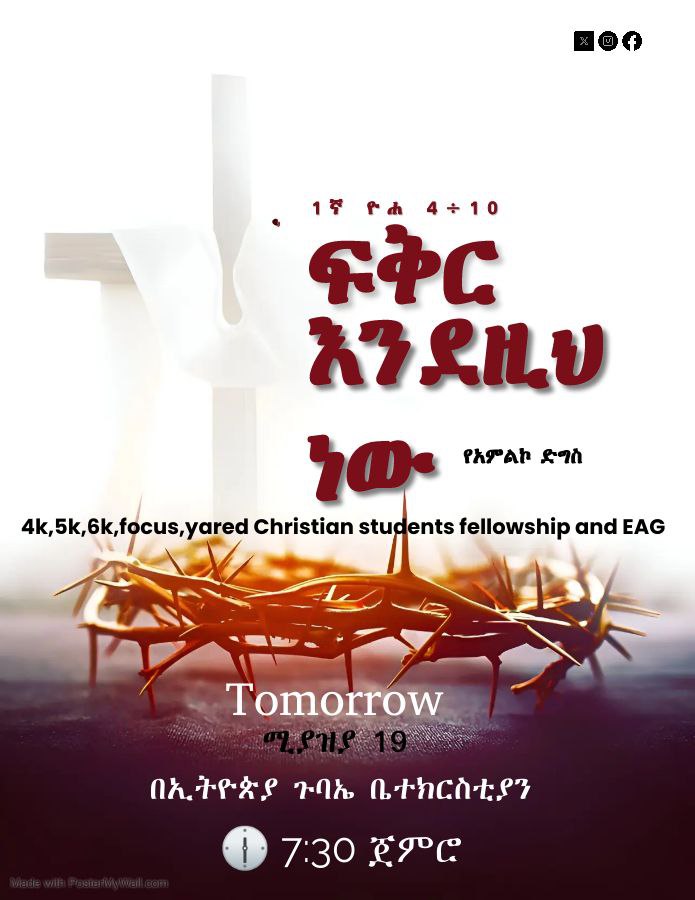 1ኛ ዮሐ 4÷10
ፍቅር
እንደዚህ
ነው
የአምልኮ ድግስ
4k,5k,6k,focus,yared Christian students fellowship and EAG
Tomorrow
ሚያዝያ 19
በኢትዮጵያ ጉባኤ ቤተክርስቲያን
7:30 ጀምሮ
Made with PosterMyWall.com